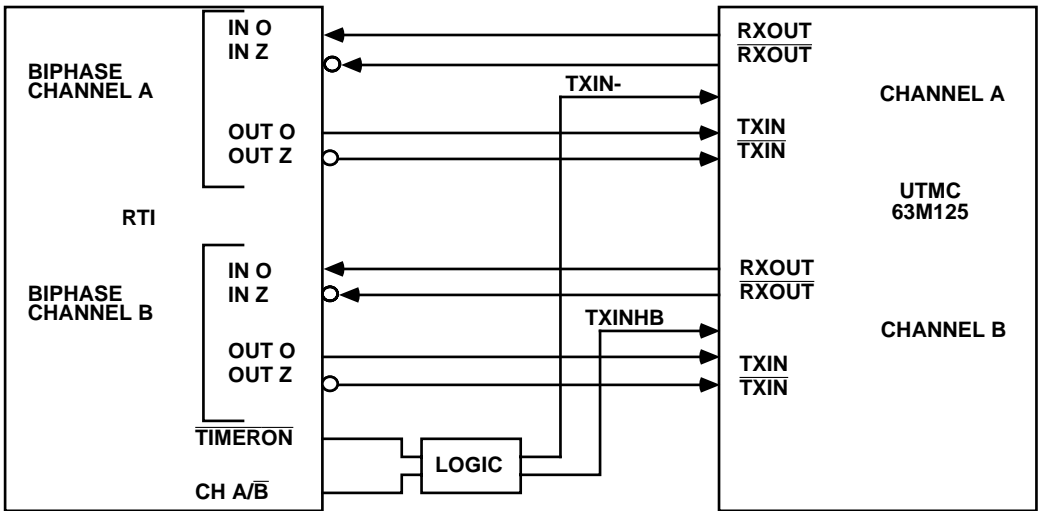 IN O
IN Z
BIPHASE
CHANNEL A
OUT O
OUT Z
RTI
IN O
IN Z
BIPHASE
CHANNEL B
OUT O
OUT Z
TIMERON
CH A/B
LOGIC
TXIN-
TXINHB
RXOUT
RXOUT
CHANNEL A
TXIN
TXIN
UTMC
63M125
RXOUT
RXOUT
CHANNEL B
TXIN
TXIN